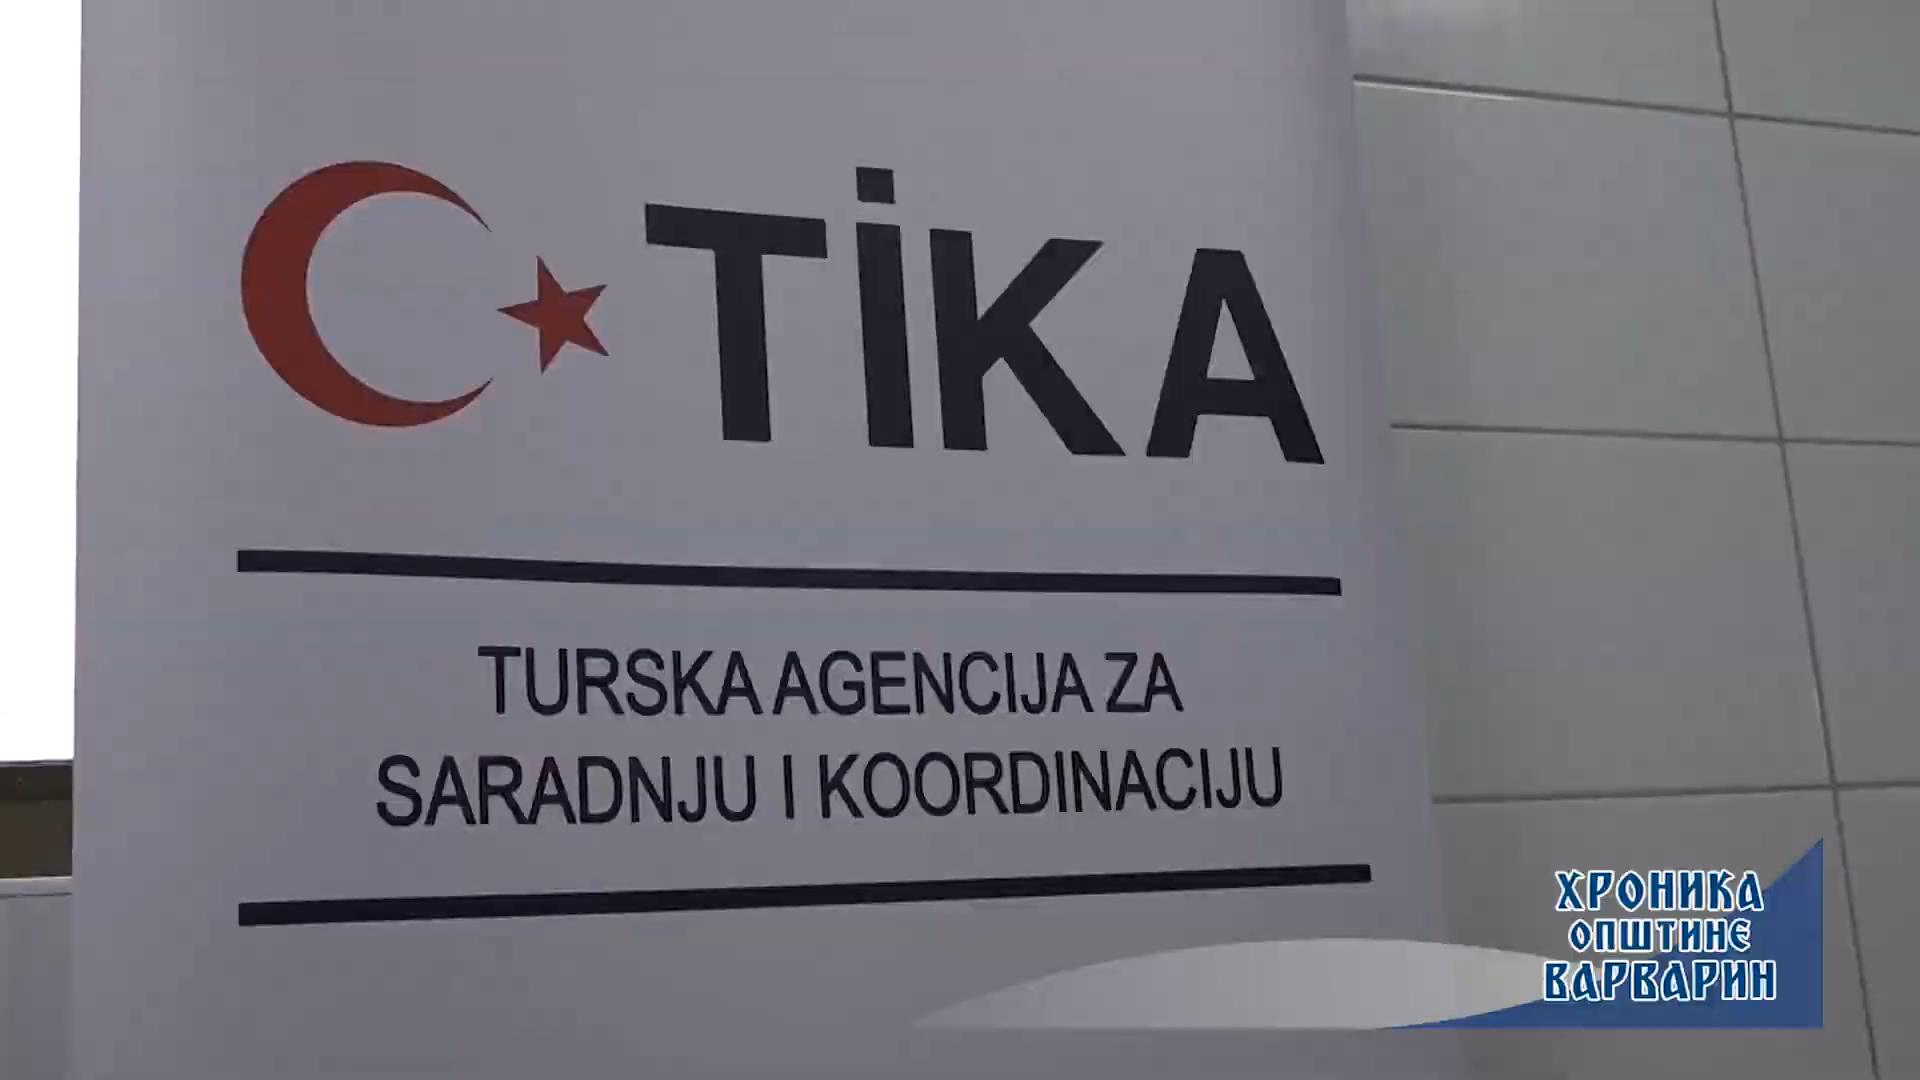 TİKA
TURSKA AGENCIJA ZA
SARADNJU I KOORDINACIJU
ХРОНИКА
ОПШТИНЕ
ВАРВАРИН